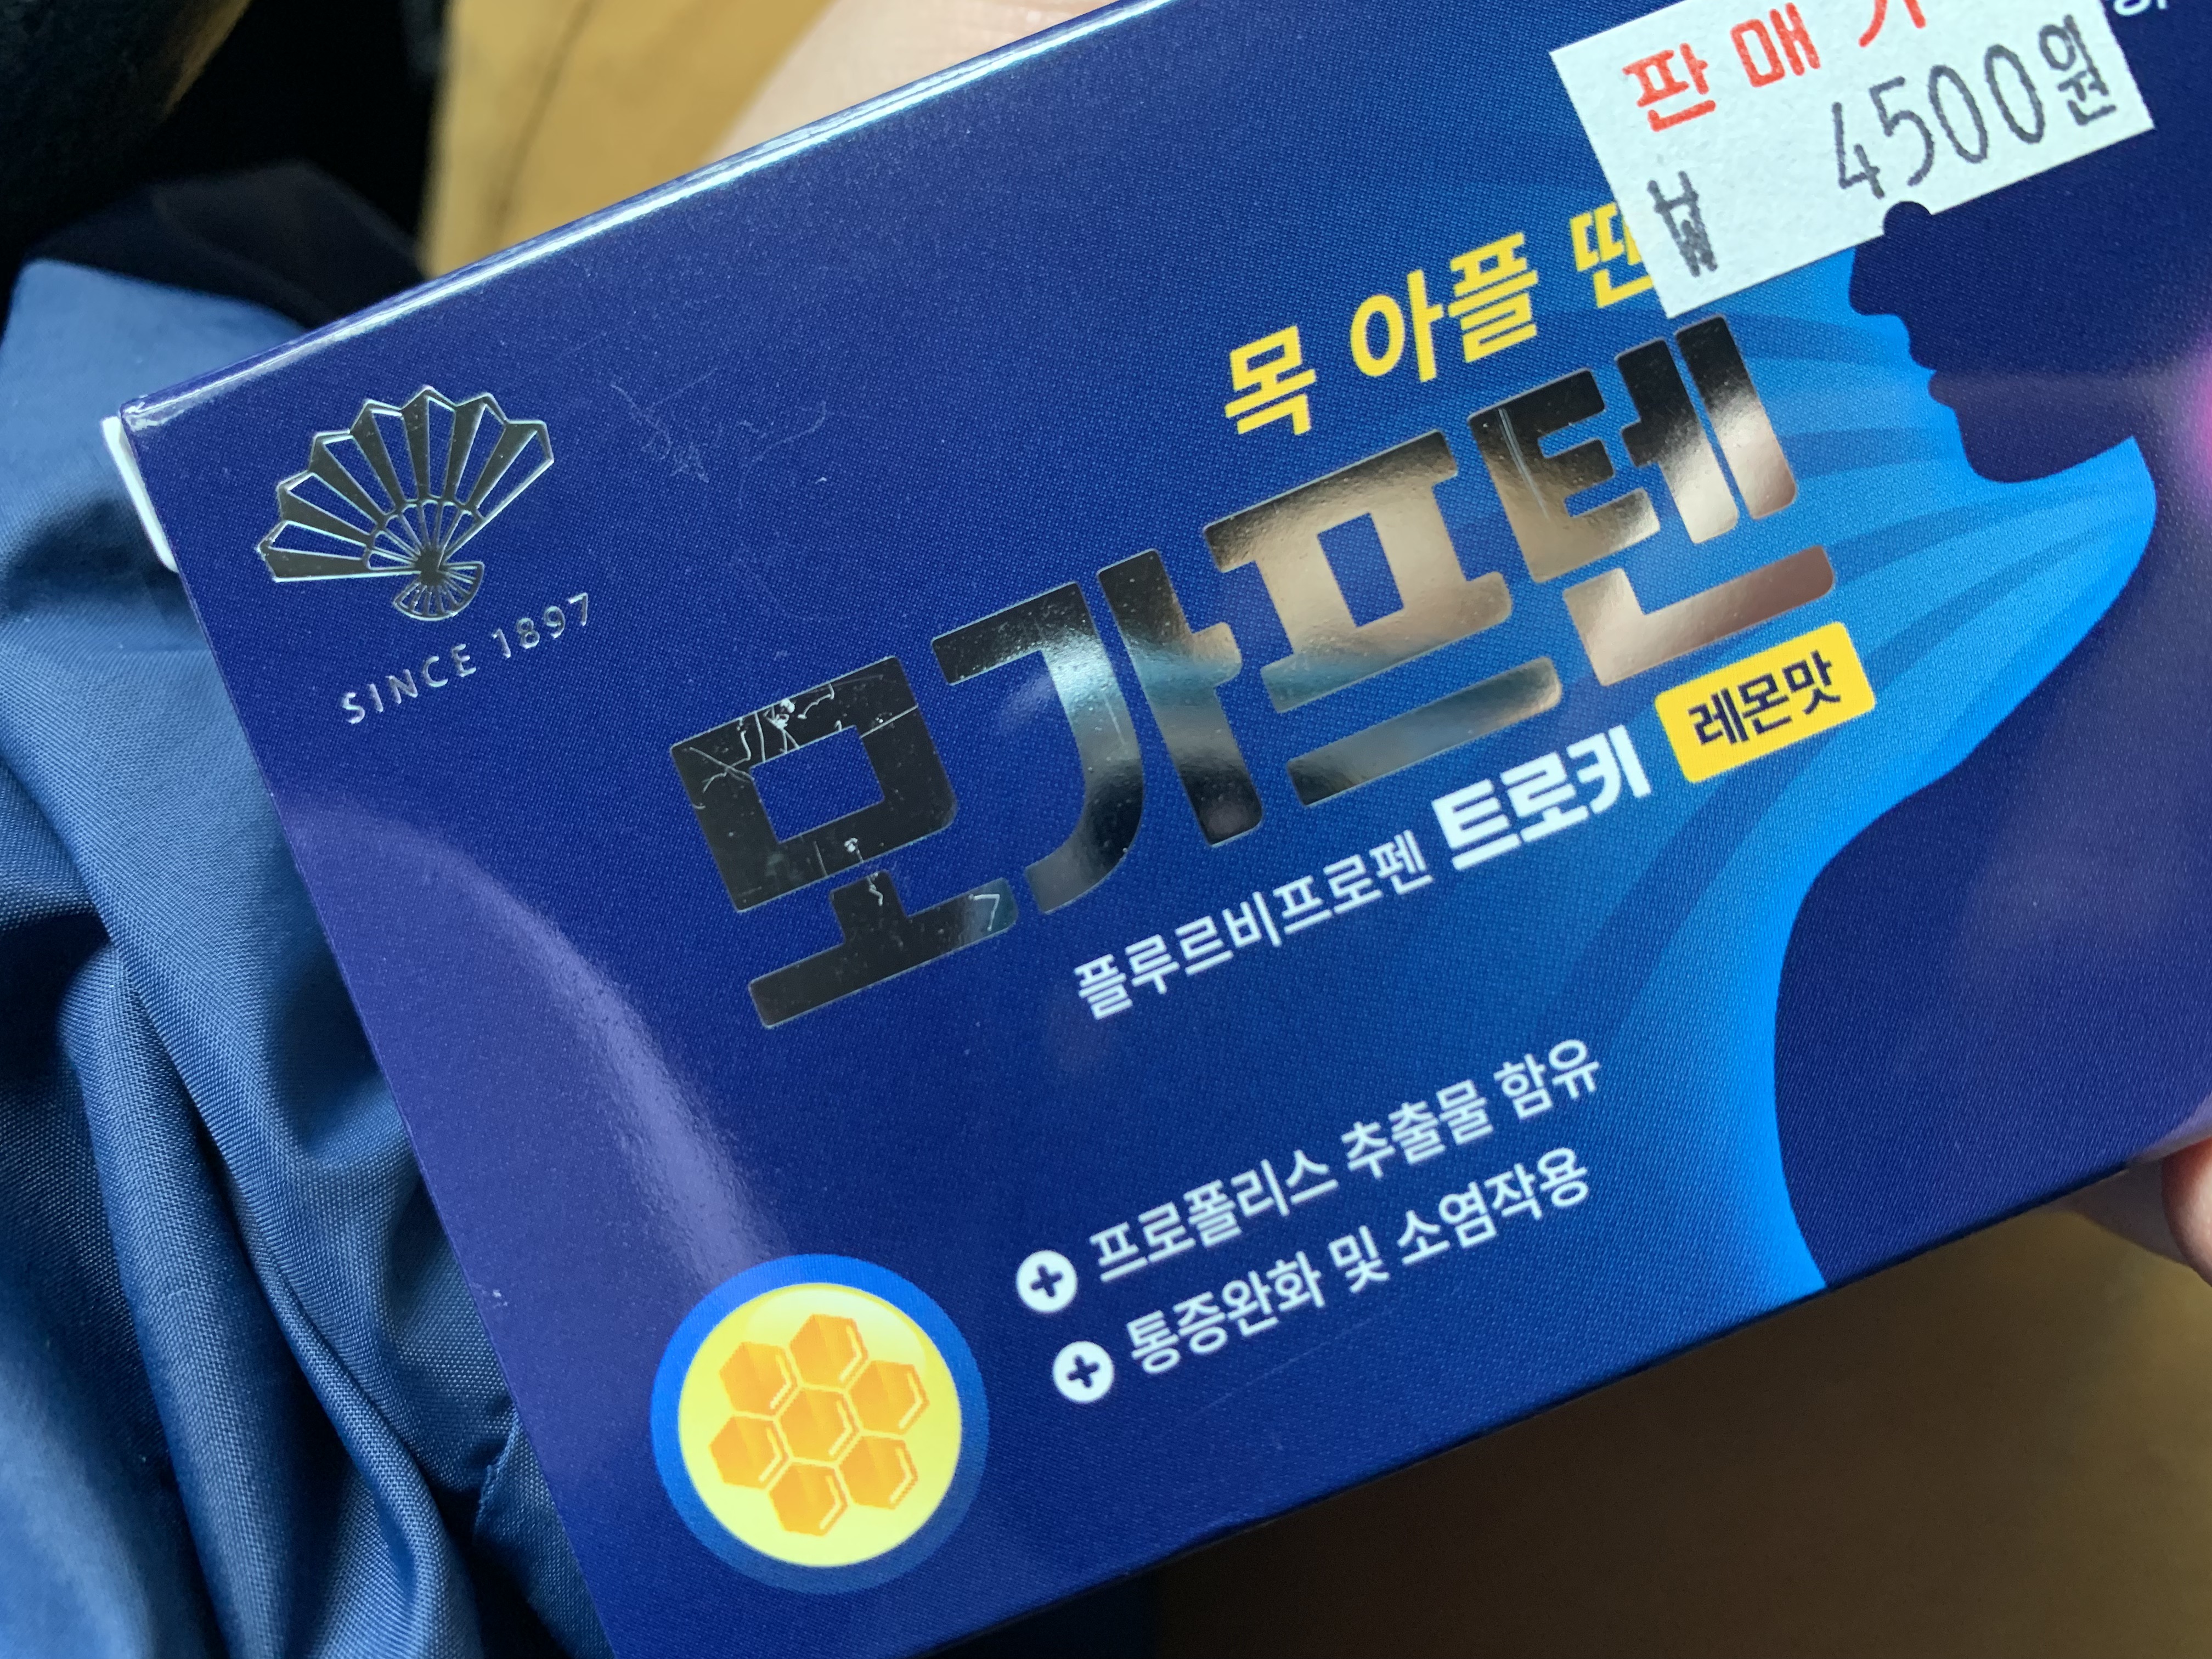 판매가
₩ 4500원
목 아플 땐
SINCE 1897
모가프텐
플루르비프로펜 트로키 레몬맛
프로폴리스 추출물 함유
통증완화 및 소염작용